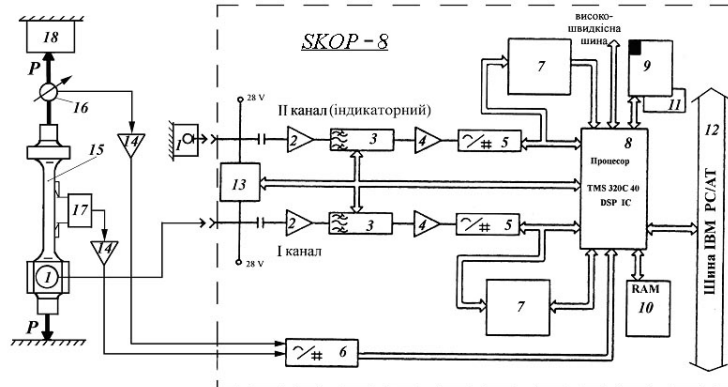 SKOP – 8
18
P
16
14
15
17
14
1
P
1
28 V
II канал (індикаторний)
2
3
4
5
13
2
3
4
5
I канал
28 V
6
7
7
високо-
швидкісна
шина
9
11
8
Процесор
TMS 320C 40
DSP IC
RAM
10
12
Шина IBM PC/AT